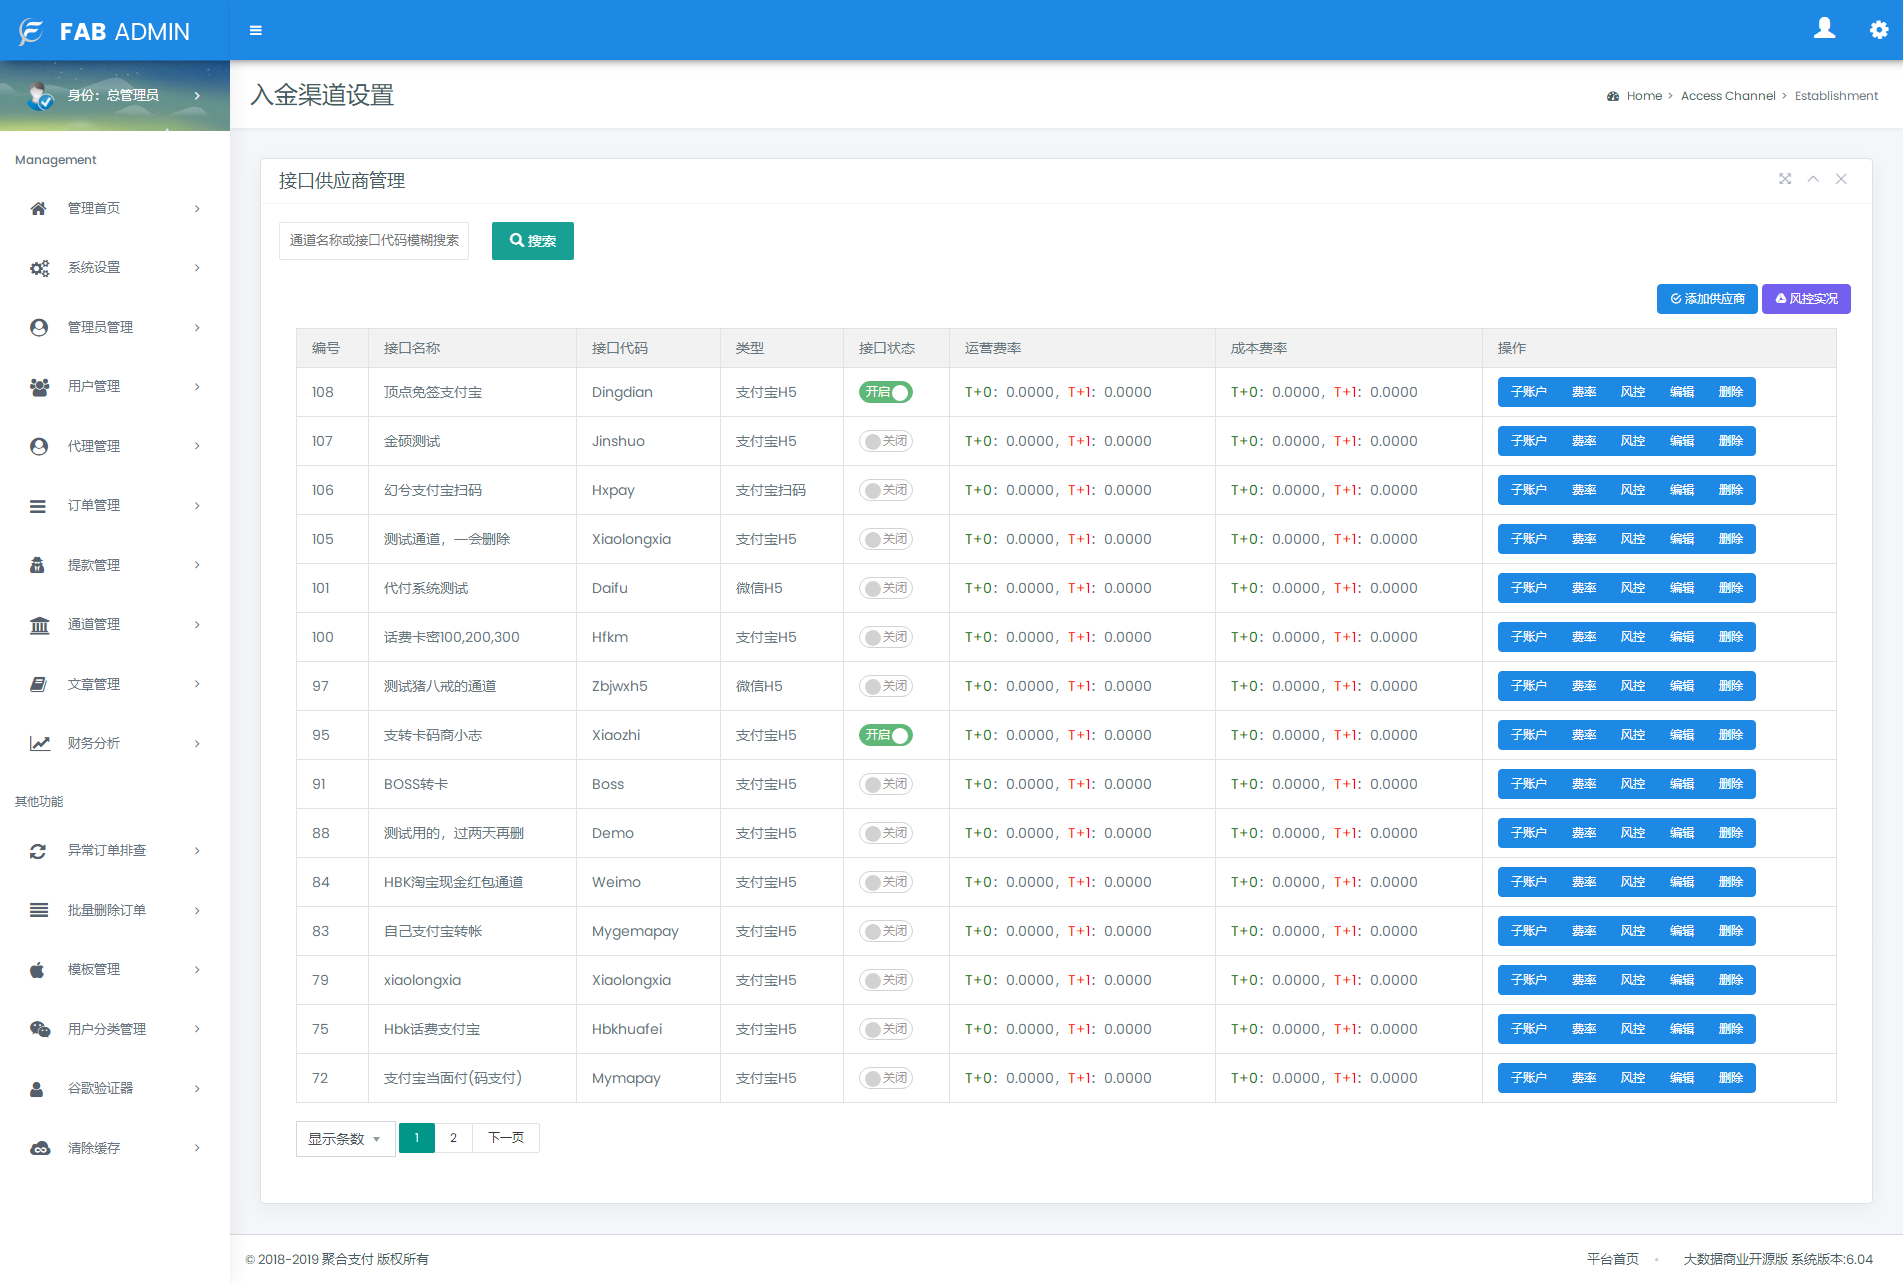 FAB ADMIN
身份：总管理员
入金渠道设置
Home > Access Channel > Establishment
Management
管理首页
系统设置
管理员管理
用户管理
代理管理
订单管理
提款管理
通道管理
文章管理
财务分析
其他功能
异常订单排查
批量删除订单
模板管理
用户分类管理
谷歌验证器
清除缓存
接口供应商管理
通道名称或接口代码模糊搜索 搜索
添加供应商 风控实况
编号 接口名称 接口代码 类型 接口状态 运营费率 成本费率 操作
108 顶点免签支付宝 Dingdian 支付宝H5 开启 T+0：0.0000，T+1：0.0000 T+0：0.0000，T+1：0.0000 子账户 费率 风控 编辑 删除
107 金硕测试 Jinshuo 支付宝H5 关闭 T+0：0.0000，T+1：0.0000 T+0：0.0000，T+1：0.0000 子账户 费率 风控 编辑 删除
106 幻兮支付宝扫码 Hxpay 支付宝扫码 关闭 T+0：0.0000，T+1：0.0000 T+0：0.0000，T+1：0.0000 子账户 费率 风控 编辑 删除
105 测试通道，一会删除 Xiaolongxia 支付宝H5 关闭 T+0：0.0000，T+1：0.0000 T+0：0.0000，T+1：0.0000 子账户 费率 风控 编辑 删除
101 代付系统测试 Daifu 微信H5 关闭 T+0：0.0000，T+1：0.0000 T+0：0.0000，T+1：0.0000 子账户 费率 风控 编辑 删除
100 话费卡密100,200,300 Hfkm 支付宝H5 关闭 T+0：0.0000，T+1：0.0000 T+0：0.0000，T+1：0.0000 子账户 费率 风控 编辑 删除
97 测试猪八戒的通道 Zbjwxh5 微信H5 关闭 T+0：0.0000，T+1：0.0000 T+0：0.0000，T+1：0.0000 子账户 费率 风控 编辑 删除
95 支转卡码商小志 Xiaozhi 支付宝H5 开启 T+0：0.0000，T+1：0.0000 T+0：0.0000，T+1：0.0000 子账户 费率 风控 编辑 删除
91 BOSS转卡 Boss 支付宝H5 关闭 T+0：0.0000，T+1：0.0000 T+0：0.0000，T+1：0.0000 子账户 费率 风控 编辑 删除
88 测试用的，过两天再删 Demo 支付宝H5 关闭 T+0：0.0000，T+1：0.0000 T+0：0.0000，T+1：0.0000 子账户 费率 风控 编辑 删除
84 HBK淘宝现金红包通道 Weimo 支付宝H5 关闭 T+0：0.0000，T+1：0.0000 T+0：0.0000，T+1：0.0000 子账户 费率 风控 编辑 删除
83 自己支付宝转帐 Mygemapay 支付宝H5 关闭 T+0：0.0000，T+1：0.0000 T+0：0.0000，T+1：0.0000 子账户 费率 风控 编辑 删除
79 xiaolongxia Xiaolongxia 支付宝H5 关闭 T+0：0.0000，T+1：0.0000 T+0：0.0000，T+1：0.0000 子账户 费率 风控 编辑 删除
75 Hbk话费支付宝 Hbkhuafei 支付宝H5 关闭 T+0：0.0000，T+1：0.0000 T+0：0.0000，T+1：0.0000 子账户 费率 风控 编辑 删除
72 支付宝当面付(码支付) Mymapay 支付宝H5 关闭 T+0：0.0000，T+1：0.0000 T+0：0.0000，T+1：0.0000 子账户 费率 风控 编辑 删除
显示条数 1 2 下一页
© 2018-2019 聚合支付 版权所有
平台首页 大数据商业开源版 系统版本:6.04